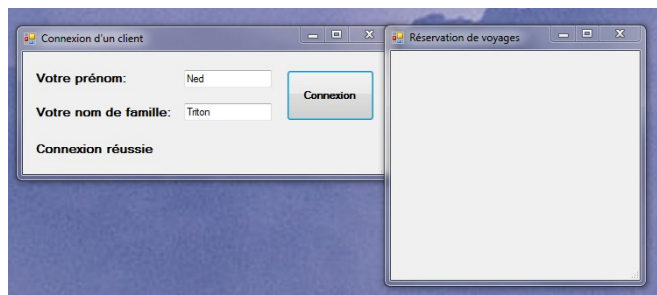 Connexion d'un client
Votre prénom: Ned
Connexion
Votre nom de famille: Triton
Connexion réussie
Réservation de voyages